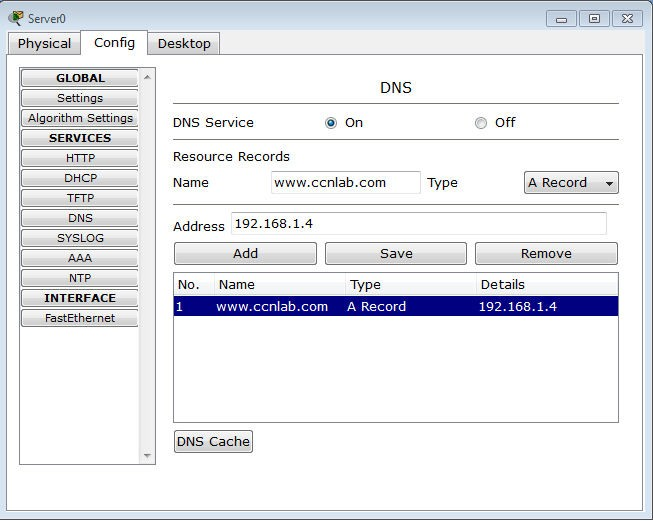 Server0
Physical Config Desktop
GLOBAL
Settings
Algorithm Settings
SERVICES
HTTP
DHCP
TFTP
DNS
SYSLOG
AAA
NTP
INTERFACE
FastEthernet
DNS
DNS Service On Off
Resource Records
Name www.ccnlab.com Type A Record
Address 192.168.1.4
Add Save Remove
No. Name Type Details
1 www.ccnlab.com A Record 192.168.1.4
DNS Cache